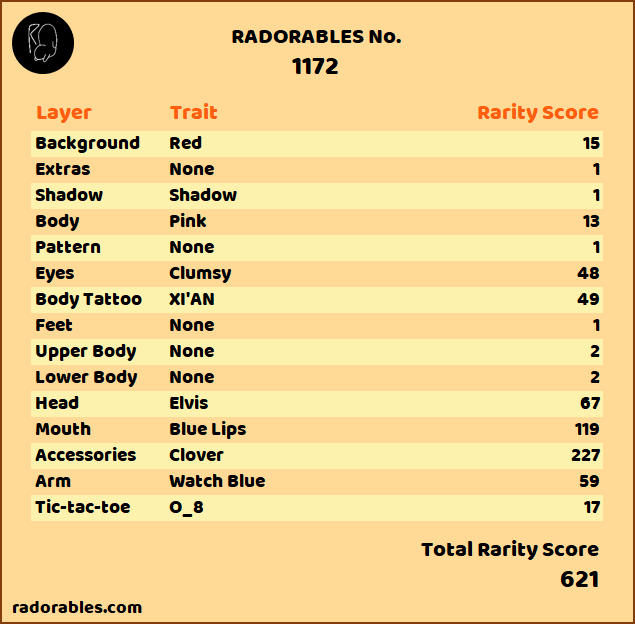 RADORABLES No.
1172
Layer Trait Rarity Score
Background Red 15
Extras None 1
Shadow Shadow 1
Body Pink 13
Pattern None 1
Eyes Clumsy 48
Body Tattoo XI'AN 49
Feet None 1
Upper Body None 2
Lower Body None 2
Head Elvis 67
Mouth Blue Lips 119
Accessories Clover 227
Arm Watch Blue 59
Tic-tac-toe O_8 17
Total Rarity Score
621
radorables.com